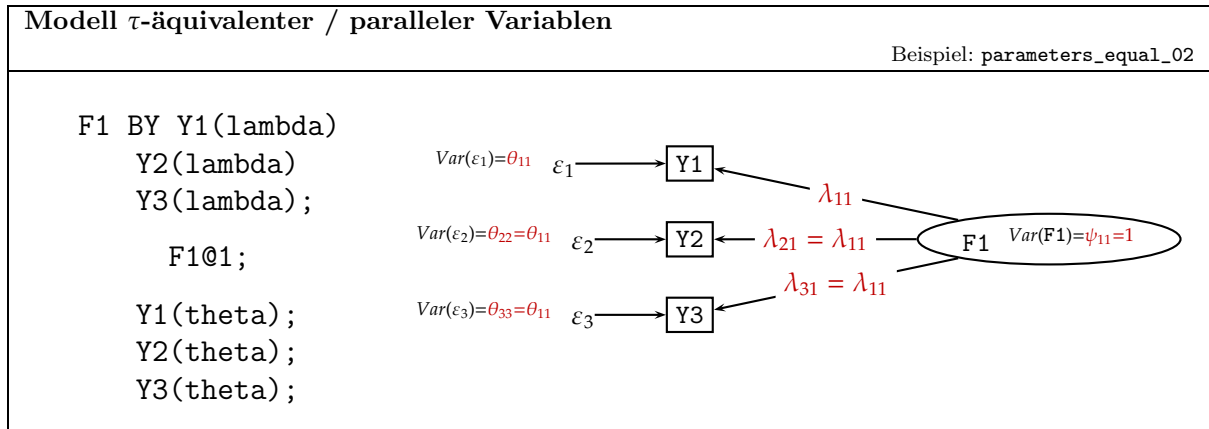 Modell τ-äquivalenter / paralleler Variablen
Beispiel: parameters_equal_02
F1 BY Y1(lambda)
Y2(lambda)
Y3(lambda);
F1@1;
Y1(theta);
Y2(theta);
Y3(theta);
Var(ε₁)=θ₁₁ ε₁ Y1
λ₁₁
Var(ε₂)=θ₂₂=θ₁₁ ε₂ Y2 λ₂₁ = λ₁₁ F1 Var(F1)=ψ₁₁=1
λ₃₁ = λ₁₁
Var(ε₃)=θ₃₃=θ₁₁ ε₃ Y3